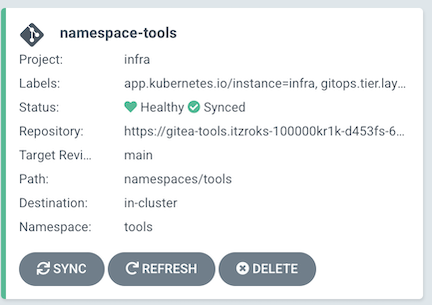 namespace-tools
Project: infra
Labels: app.kubernetes.io/instance=infra, gitops.tier.lay...
Status: Healthy Synced
Repository: https://gitea-tools.itzroks-100000kr1k-d453fs-6...
Target Revi... main
Path: namespaces/tools
Destination: in-cluster
Namespace: tools
SYNC REFRESH DELETE